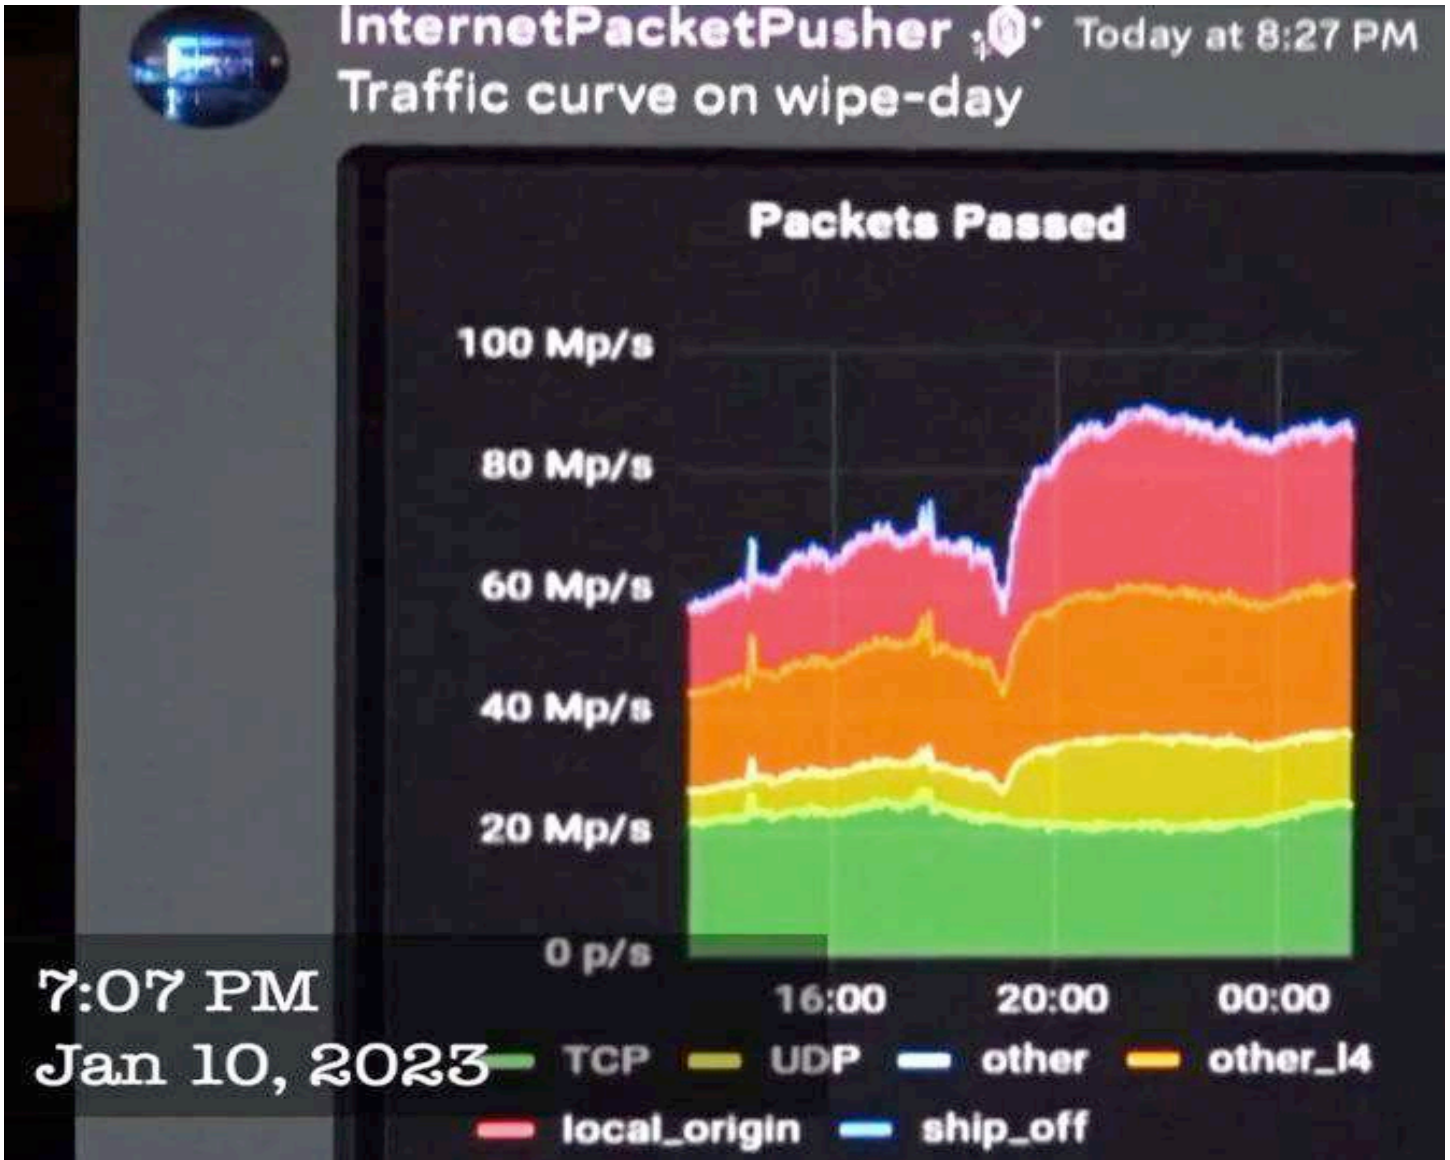 InternetPacketPusher Today at 8:27 PM
Traffic curve on wipe-day
Packets Passed
100 Mp/s
80 Mp/s
60 Mp/s
40 Mp/s
20 Mp/s
0 p/s
16:00 20:00 00:00
TCP UDP other other_l4
local_origin ship_off
7:07 PM
Jan 10, 2023